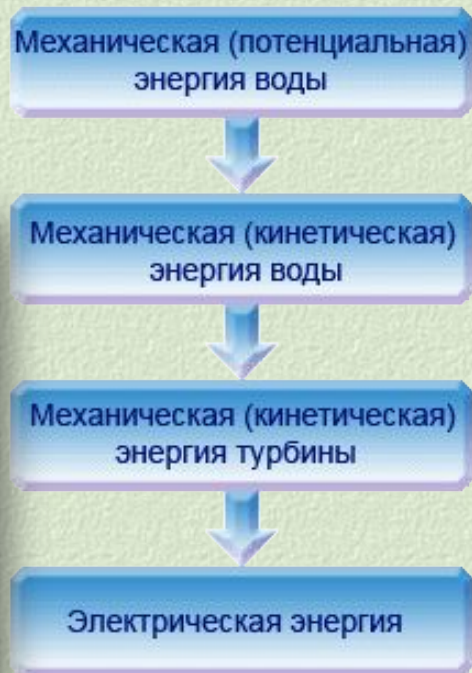 Механическая (потенциальная)
энергия воды
Механическая (кинетическая)
энергия воды
Механическая (кинетическая)
энергия турбины
Электрическая энергия